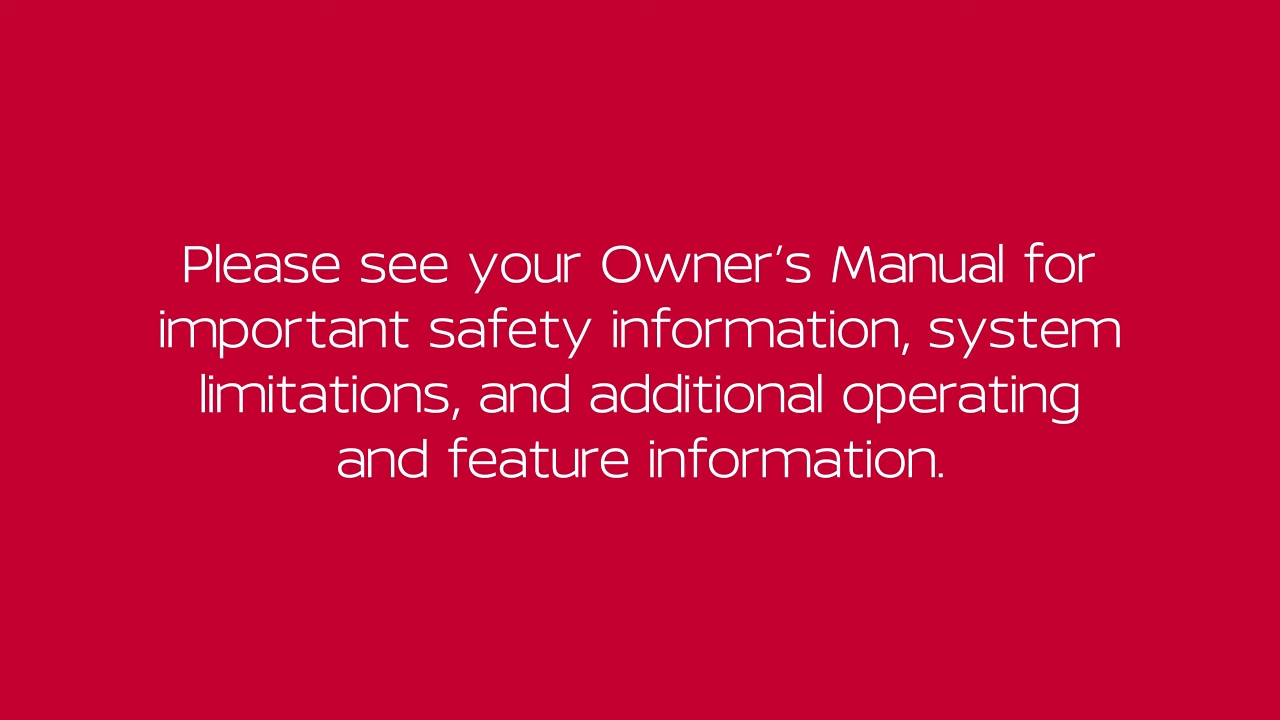 Please see your Owner’s Manual for
important safety information, system
limitations, and additional operating
and feature information.